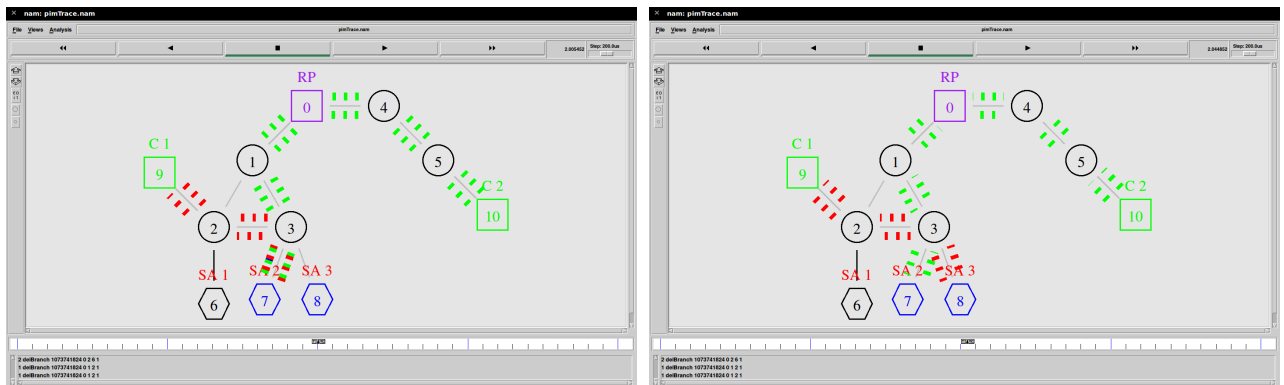 nam: pimTrace.nam
File Views Analysis
pimTrace.nam
2.005453
Step: 200.0us
RP
0
4
C 1
9
1
5
C 2
10
2
3
SA 1
SA 2
SA 3
6
7
8
2 delBranch 1073741824 0 2 6 1
1 delBranch 1073741824 0 1 2 1
1 delBranch 1073741824 0 1 2 1
nam: pimTrace.nam
File Views Analysis
pimTrace.nam
2.044852
Step: 200.0us
RP
0
4
C 1
9
1
5
C 2
10
2
3
SA 1
SA 2
SA 3
6
7
8
2 delBranch 1073741824 0 2 6 1
1 delBranch 1073741824 0 1 2 1
1 delBranch 1073741824 0 1 2 1